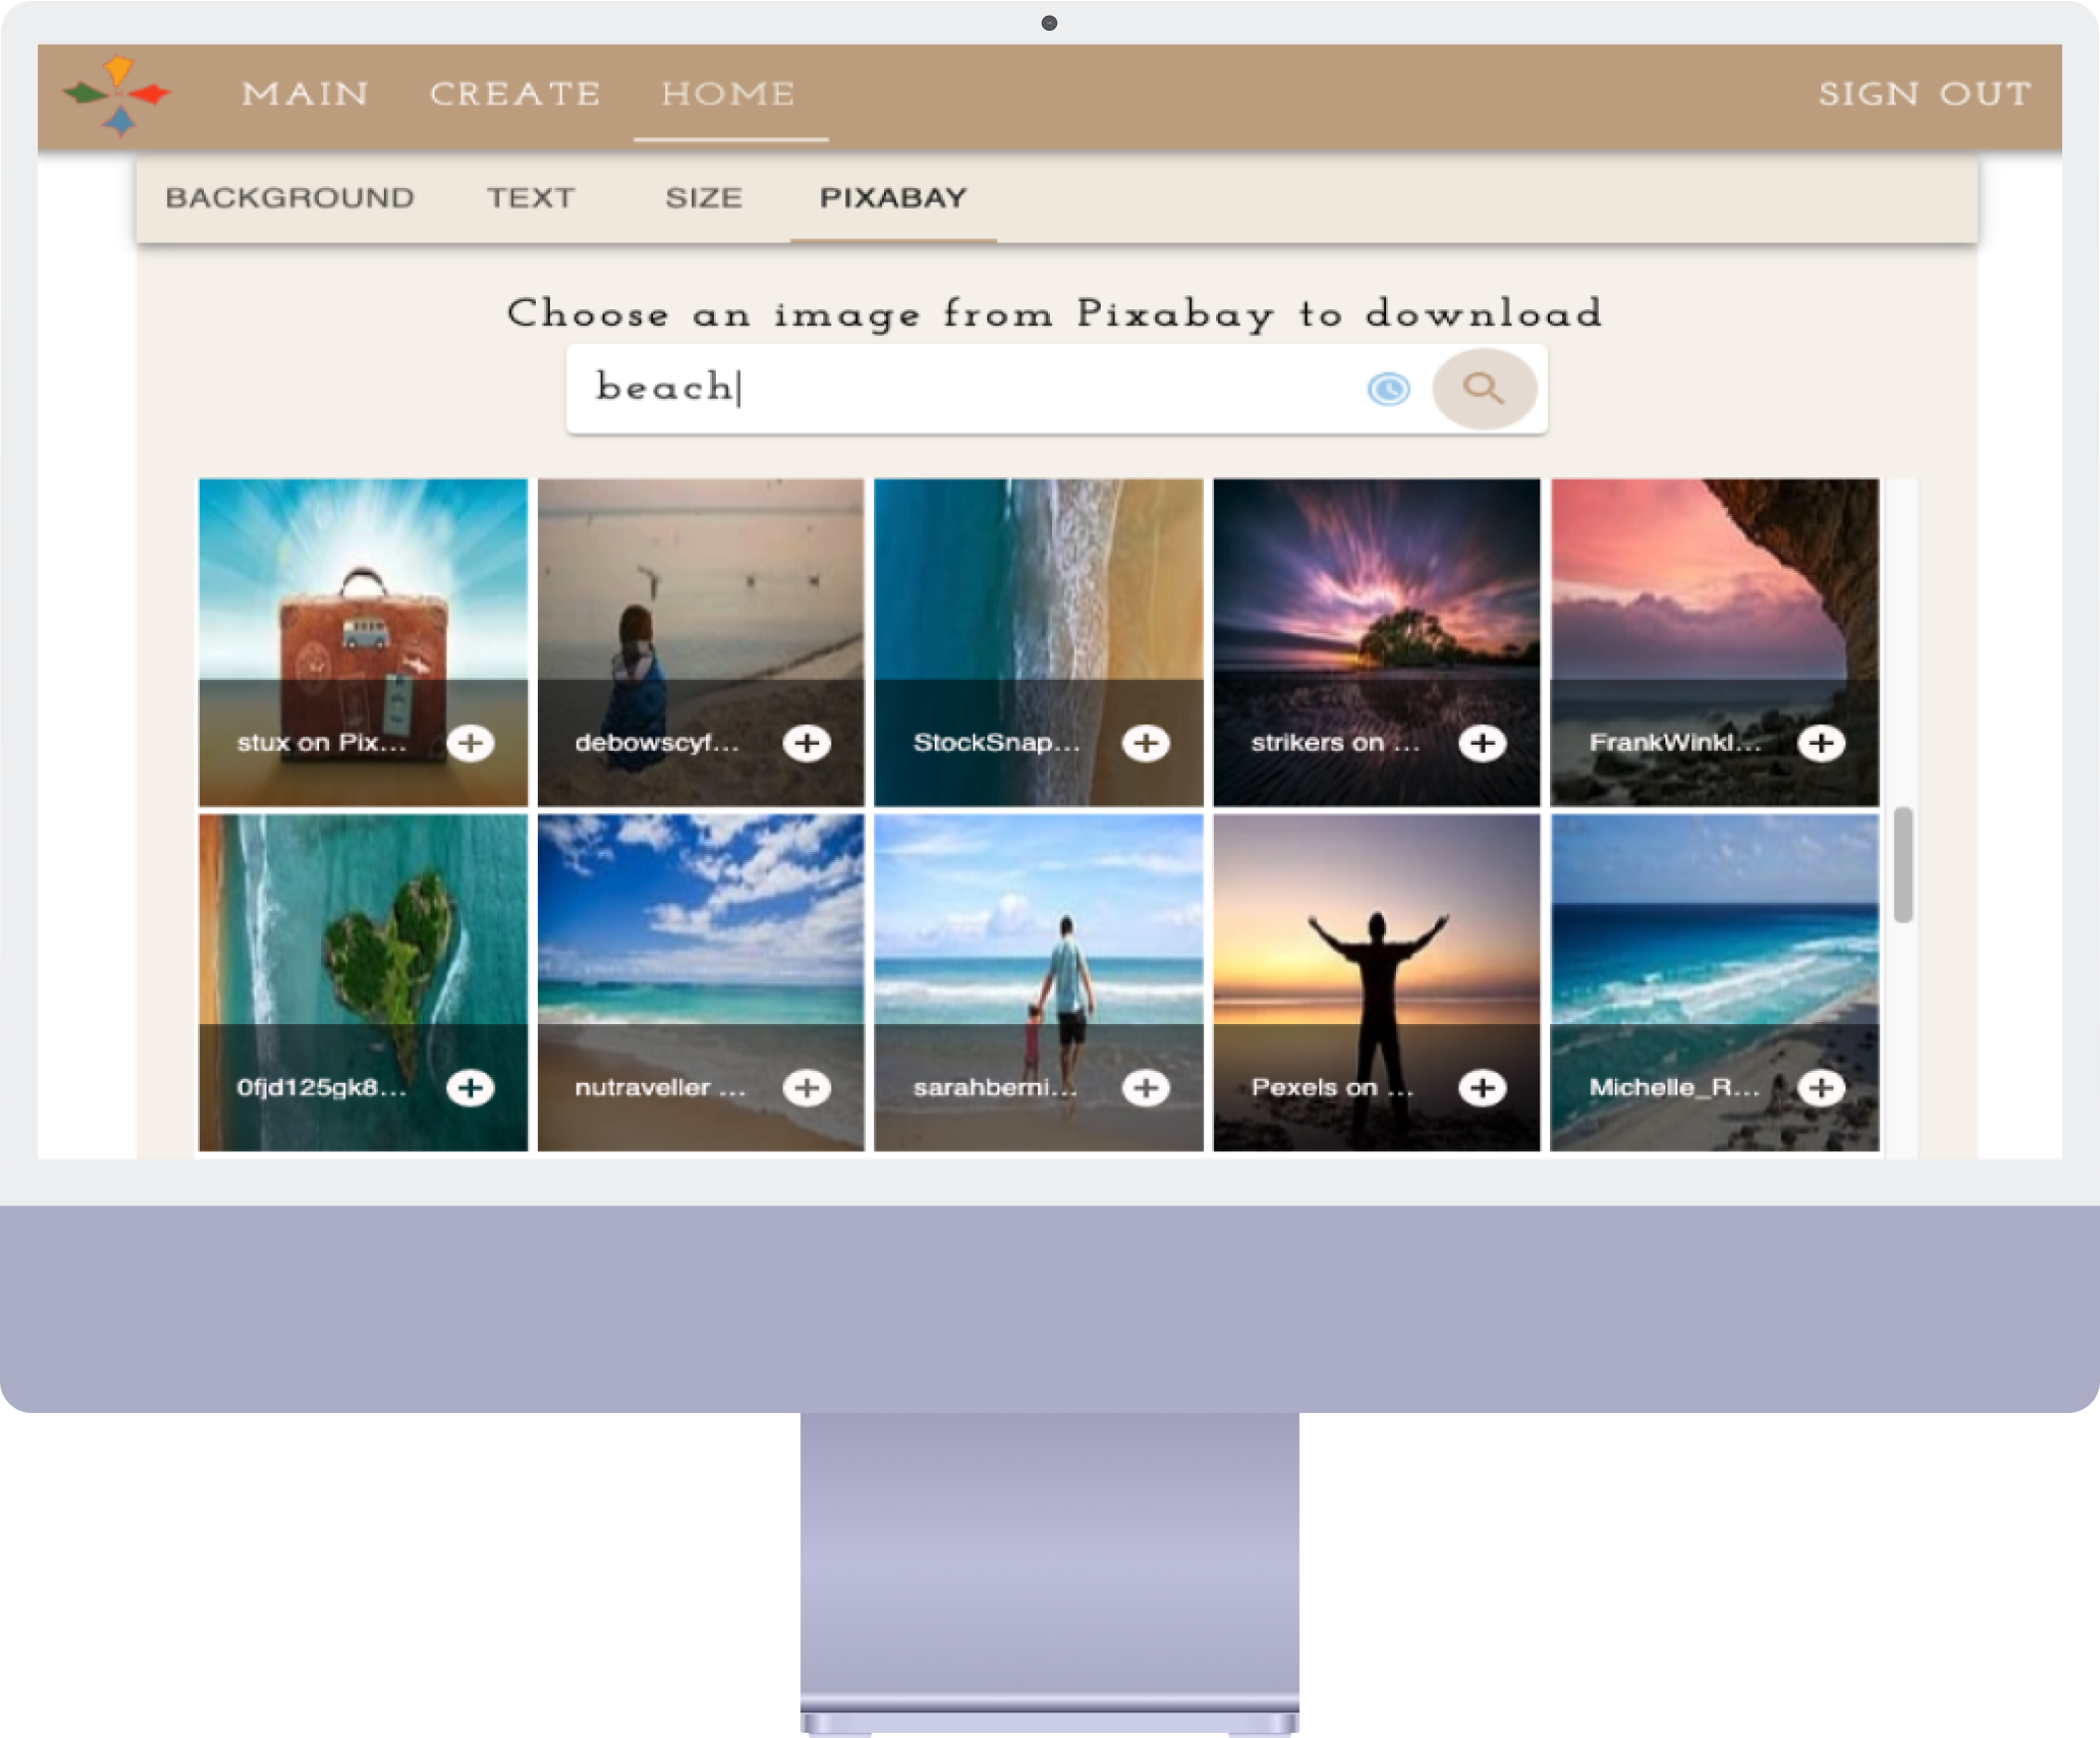 MAIN CREATE HOME SIGN OUT
BACKGROUND TEXT SIZE PIXABAY
Choose an image from Pixabay to download
beach
stux on Pix... debowscyf... StockSnap... strikers on ... FrankWinkl...
0fjd125gk8... nutraveller ... sarahberni... Pexels on ... Michelle_R...